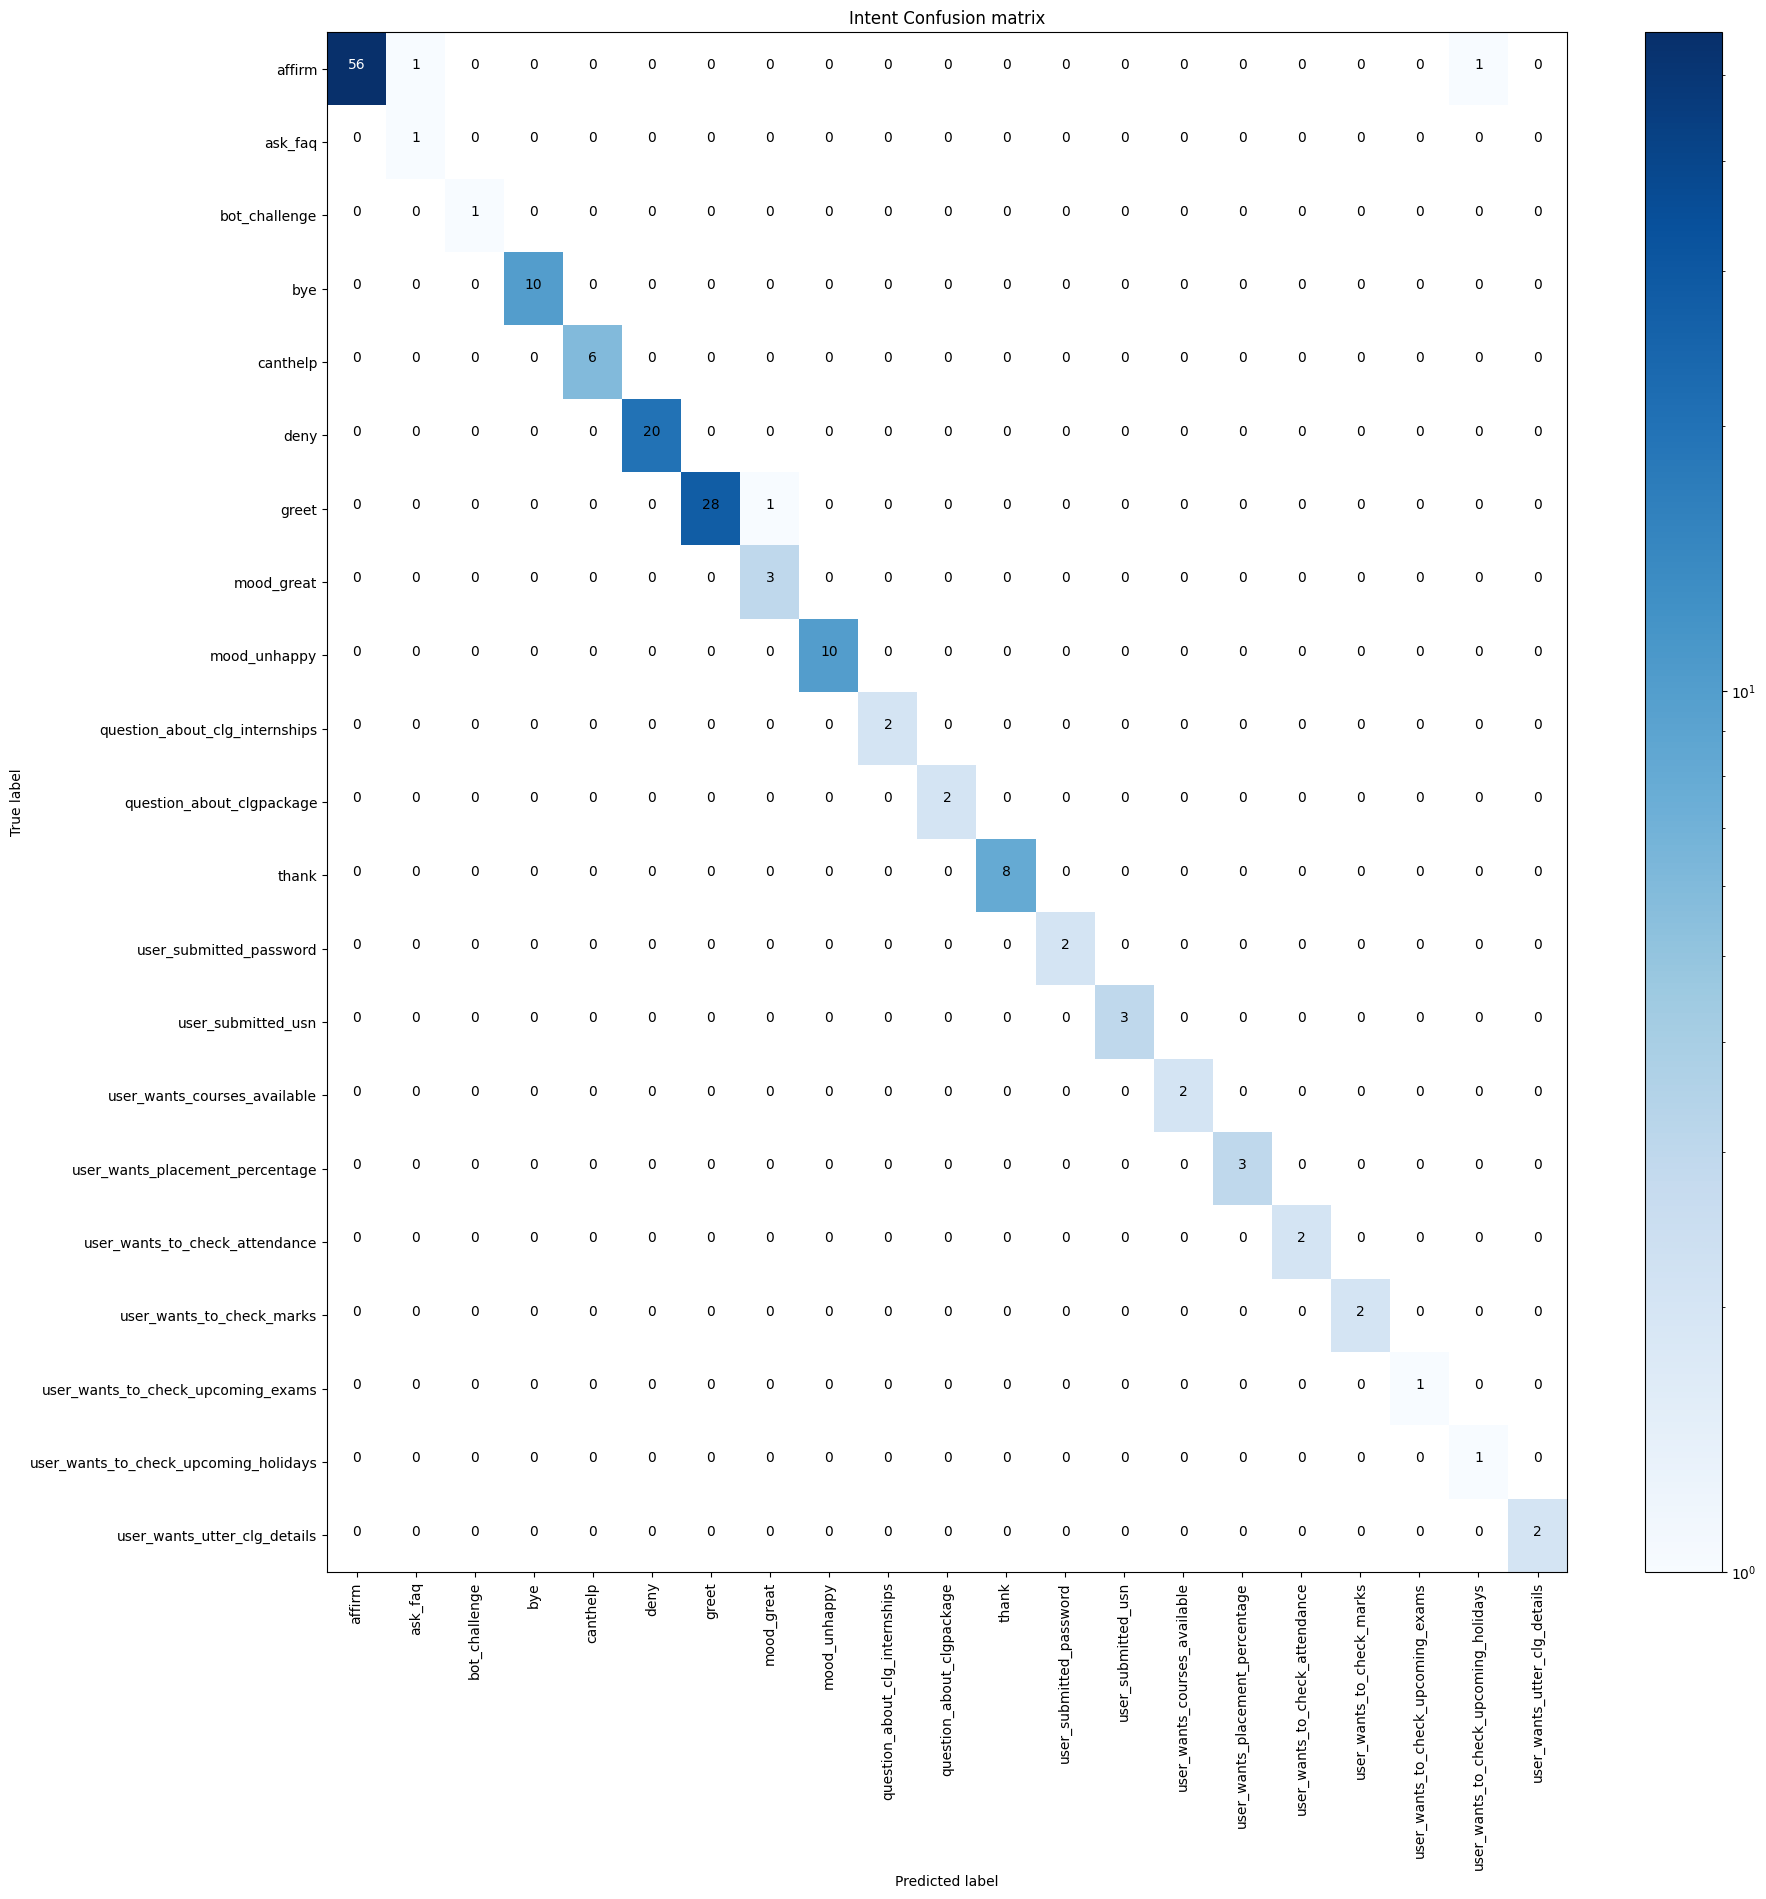 Intent Confusion matrix
affirm 56 1 0 0 0 0 0 0 0 0 0 0 0 0 0 0 0 0 0 1 0
ask_faq 0 1 0 0 0 0 0 0 0 0 0 0 0 0 0 0 0 0 0 0 0
bot_challenge 0 0 1 0 0 0 0 0 0 0 0 0 0 0 0 0 0 0 0 0 0
bye 0 0 0 10 0 0 0 0 0 0 0 0 0 0 0 0 0 0 0 0 0
canthelp 0 0 0 0 6 0 0 0 0 0 0 0 0 0 0 0 0 0 0 0 0
deny 0 0 0 0 0 20 0 0 0 0 0 0 0 0 0 0 0 0 0 0 0
greet 0 0 0 0 0 0 28 1 0 0 0 0 0 0 0 0 0 0 0 0 0
mood_great 0 0 0 0 0 0 0 3 0 0 0 0 0 0 0 0 0 0 0 0 0
mood_unhappy 0 0 0 0 0 0 0 0 10 0 0 0 0 0 0 0 0 0 0 0 0
question_about_clg_internships 0 0 0 0 0 0 0 0 0 2 0 0 0 0 0 0 0 0 0 0 0
question_about_clgpackage 0 0 0 0 0 0 0 0 0 0 2 0 0 0 0 0 0 0 0 0 0
thank 0 0 0 0 0 0 0 0 0 0 0 8 0 0 0 0 0 0 0 0 0
user_submitted_password 0 0 0 0 0 0 0 0 0 0 0 0 2 0 0 0 0 0 0 0 0
user_submitted_usn 0 0 0 0 0 0 0 0 0 0 0 0 0 3 0 0 0 0 0 0 0
user_wants_courses_available 0 0 0 0 0 0 0 0 0 0 0 0 0 0 2 0 0 0 0 0 0
user_wants_placement_percentage 0 0 0 0 0 0 0 0 0 0 0 0 0 0 0 3 0 0 0 0 0
user_wants_to_check_attendance 0 0 0 0 0 0 0 0 0 0 0 0 0 0 0 0 2 0 0 0 0
user_wants_to_check_marks 0 0 0 0 0 0 0 0 0 0 0 0 0 0 0 0 0 2 0 0 0
user_wants_to_check_upcoming_exams 0 0 0 0 0 0 0 0 0 0 0 0 0 0 0 0 0 0 1 0 0
user_wants_to_check_upcoming_holidays 0 0 0 0 0 0 0 0 0 0 0 0 0 0 0 0 0 0 0 1 0
user_wants_utter_clg_details 0 0 0 0 0 0 0 0 0 0 0 0 0 0 0 0 0 0 0 0 2
True label
affirm
ask_faq
bot_challenge
bye
canthelp
deny
greet
mood_great
mood_unhappy
question_about_clg_internships
question_about_clgpackage
thank
user_submitted_password
user_submitted_usn
user_wants_courses_available
user_wants_placement_percentage
user_wants_to_check_attendance
user_wants_to_check_marks
user_wants_to_check_upcoming_exams
user_wants_to_check_upcoming_holidays
user_wants_utter_clg_details
Predicted label
10¹
10⁰